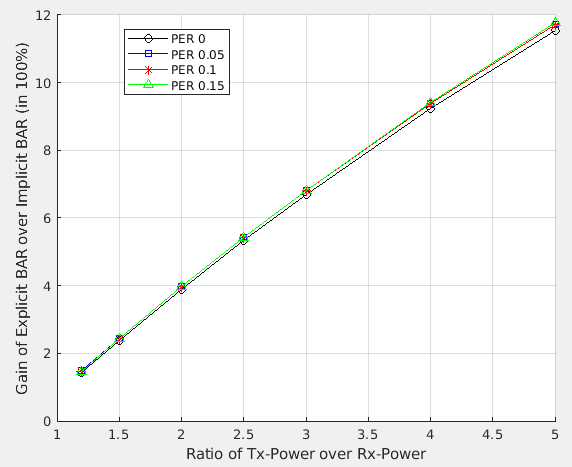 Gain of Explicit BAR over Implicit BAR (in 100%)
12
10
8
6
4
2
0
PER 0
PER 0.05
PER 0.1
PER 0.15
1
1.5
2
2.5
3
3.5
4
4.5
5
Ratio of Tx-Power over Rx-Power